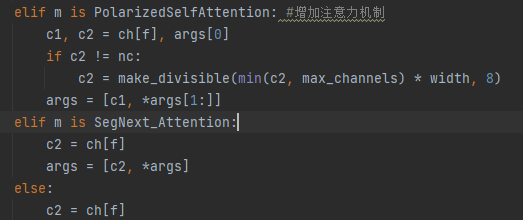 elif m is PolarizedSelfAttention: #增加注意力机制
    c1, c2 = ch[f], args[0]
    if c2 != nc:
        c2 = make_divisible(min(c2, max_channels) * width, 8)
    args = [c1, *args[1:]]
elif m is SegNext_Attention:
    c2 = ch[f]
    args = [c2, *args]
else:
    c2 = ch[f]